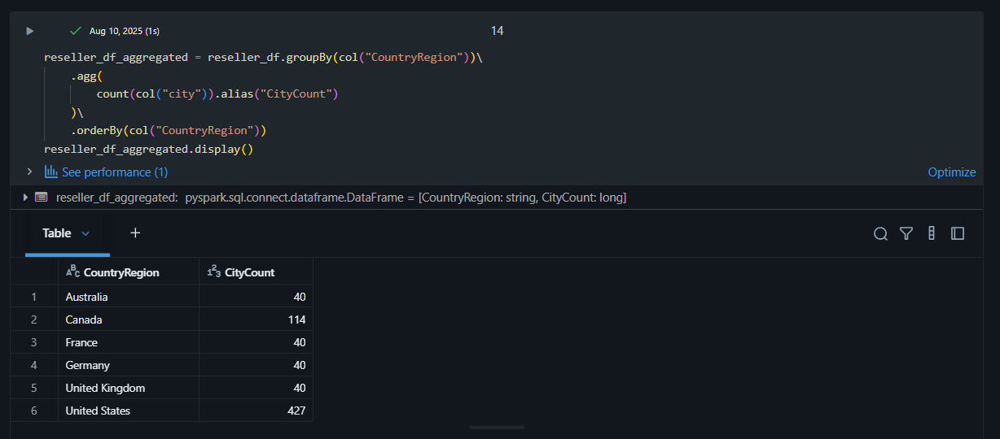 Aug 10, 2025 (1s) 14
reseller_df_aggregated = reseller_df.groupBy(col("CountryRegion"))\
    .agg(
        count(col("city")).alias("CityCount")
    )\
    .orderBy(col("CountryRegion"))
reseller_df_aggregated.display()
See performance (1) Optimize
reseller_df_aggregated: pyspark.sql.connect.dataframe.DataFrame = [CountryRegion: string, CityCount: long]
Table +
ABC CountryRegion 123 CityCount
1 Australia 40
2 Canada 114
3 France 40
4 Germany 40
5 United Kingdom 40
6 United States 427